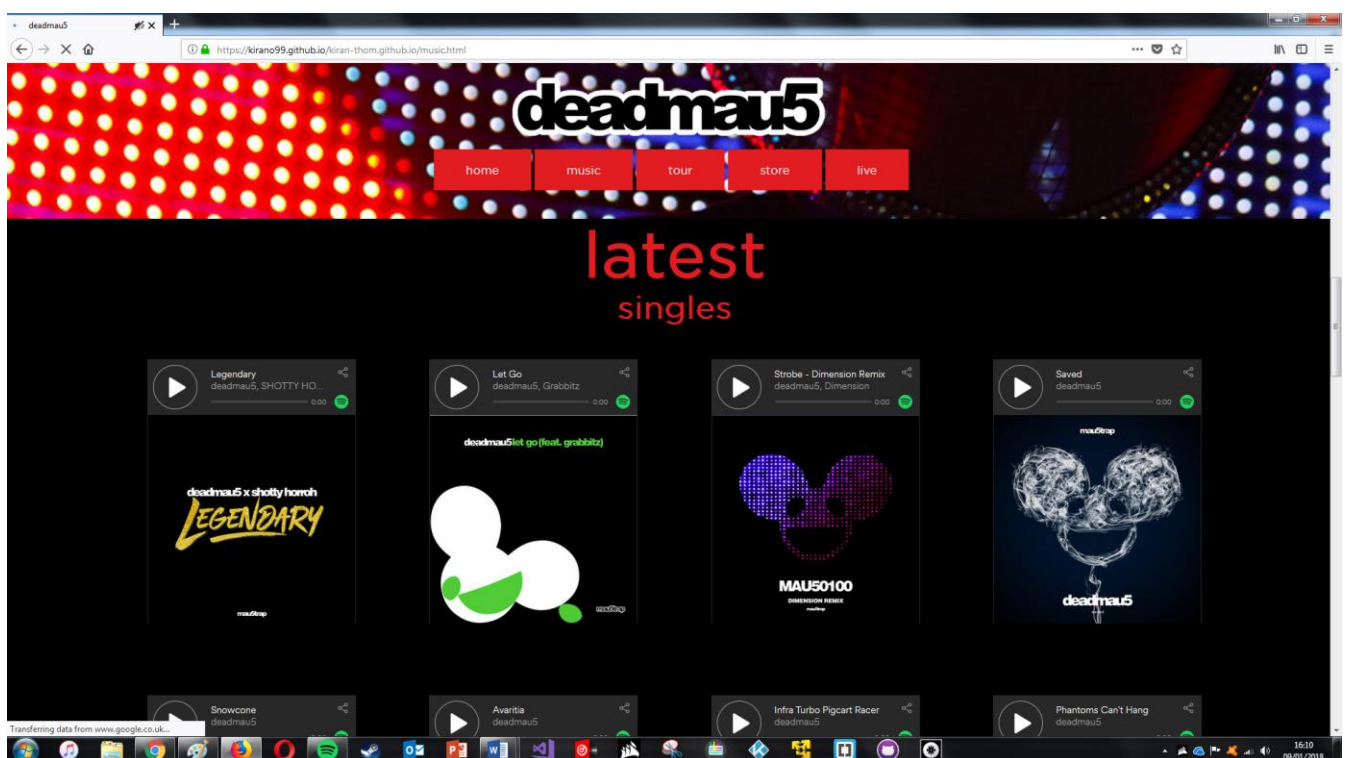 deadmau5
https://kirano99.github.io/kiran-thom.github.io/music.html
deadmau5
home music tour store live
latest
singles
Legendary
deadmau5, SHOTTY HO...
0:00
deadmau5 x shotty horroh
LEGENDARY
mau5trap
Let Go
deadmau5, Grabbitz
0:00
deadmau5 let go (feat. grabbitz)
mau5trap
Strobe - Dimension Remix
deadmau5, Dimension
0:00
MAU50100
DIMENSION REMIX
mau5trap
Saved
deadmau5
0:00
mau5trap
deadmau5
Snowcone
deadmau5
Avaritia
deadmau5
Infra Turbo Pigcart Racer
deadmau5
Phantoms Can't Hang
deadmau5
Transferring data from www.google.co.uk...
16:10
09/01/2018